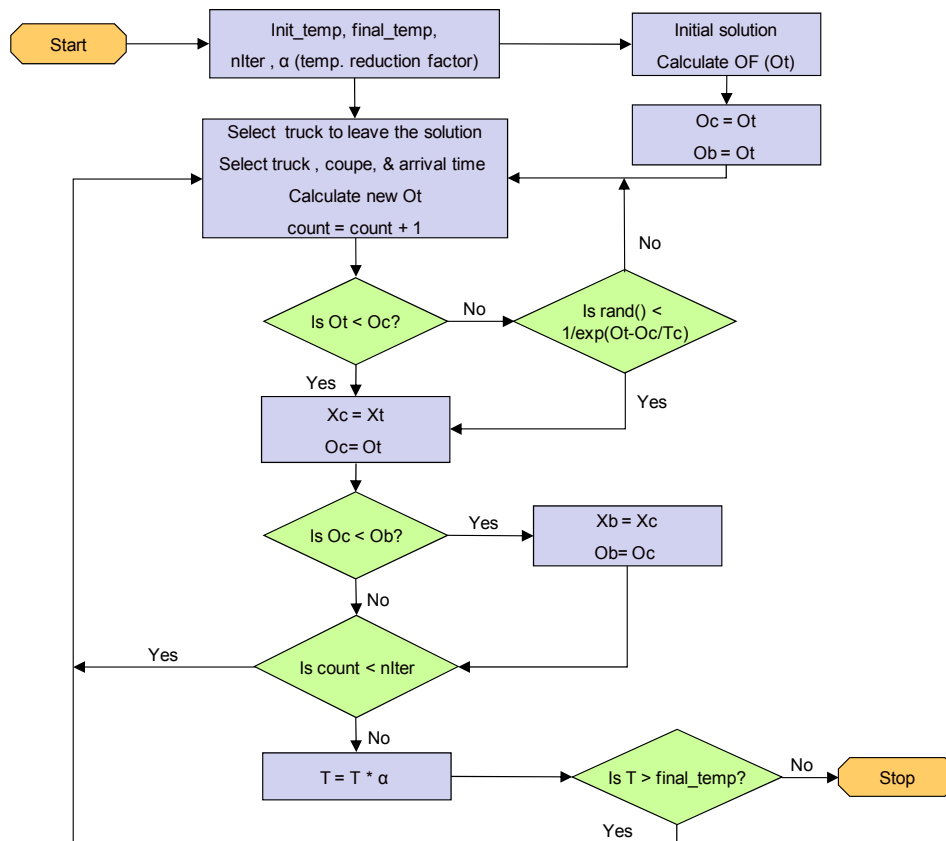 Start
Init_temp, final_temp,
nIter , α (temp. reduction factor)
Initial solution
Calculate OF (Ot)
Oc = Ot
Ob = Ot
Select truck to leave the solution
Select truck , coupe, & arrival time
Calculate new Ot
count = count + 1
No
Is Ot < Oc?
No
Is rand() <
1/exp(Ot-Oc/Tc)
Yes
Yes
Xc = Xt
Oc= Ot
Is Oc < Ob?
Yes
Xb = Xc
Ob= Oc
No
Yes
Is count < nIter
No
T = T * α
Is T > final_temp?
No
Stop
Yes